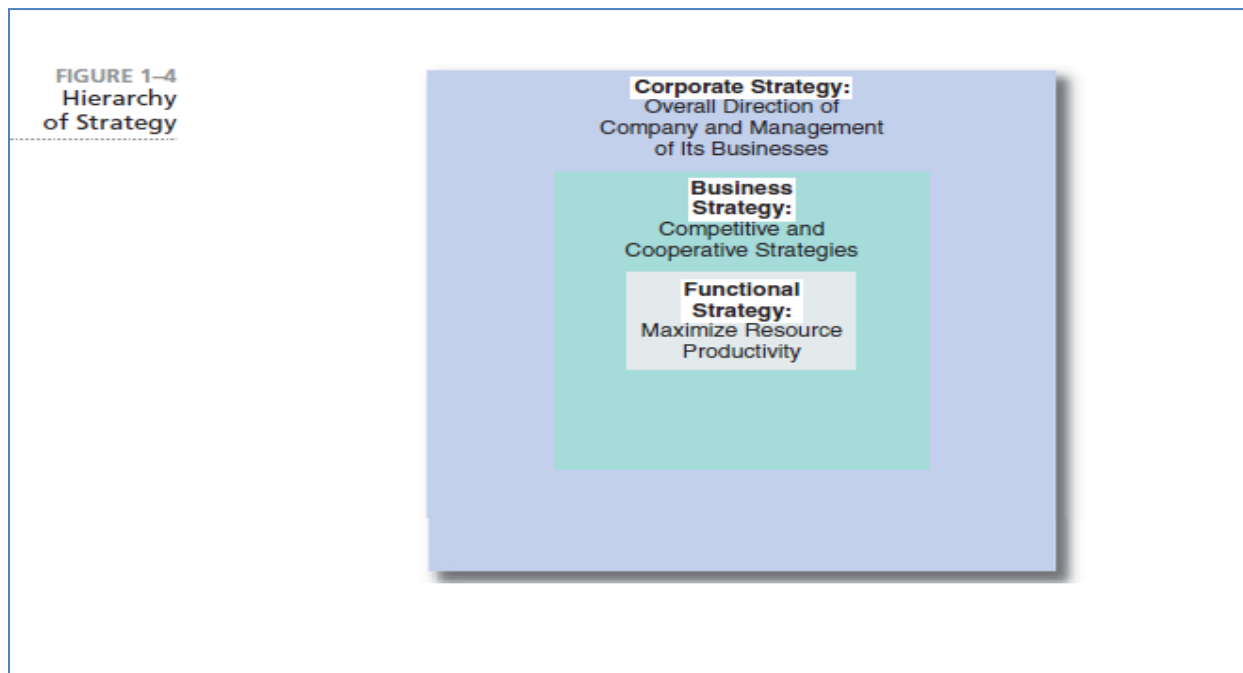 FIGURE 1–4
Hierarchy
of Strategy
Corporate Strategy:
Overall Direction of
Company and Management
of Its Businesses
Business
Strategy:
Competitive and
Cooperative Strategies
Functional
Strategy:
Maximize Resource
Productivity